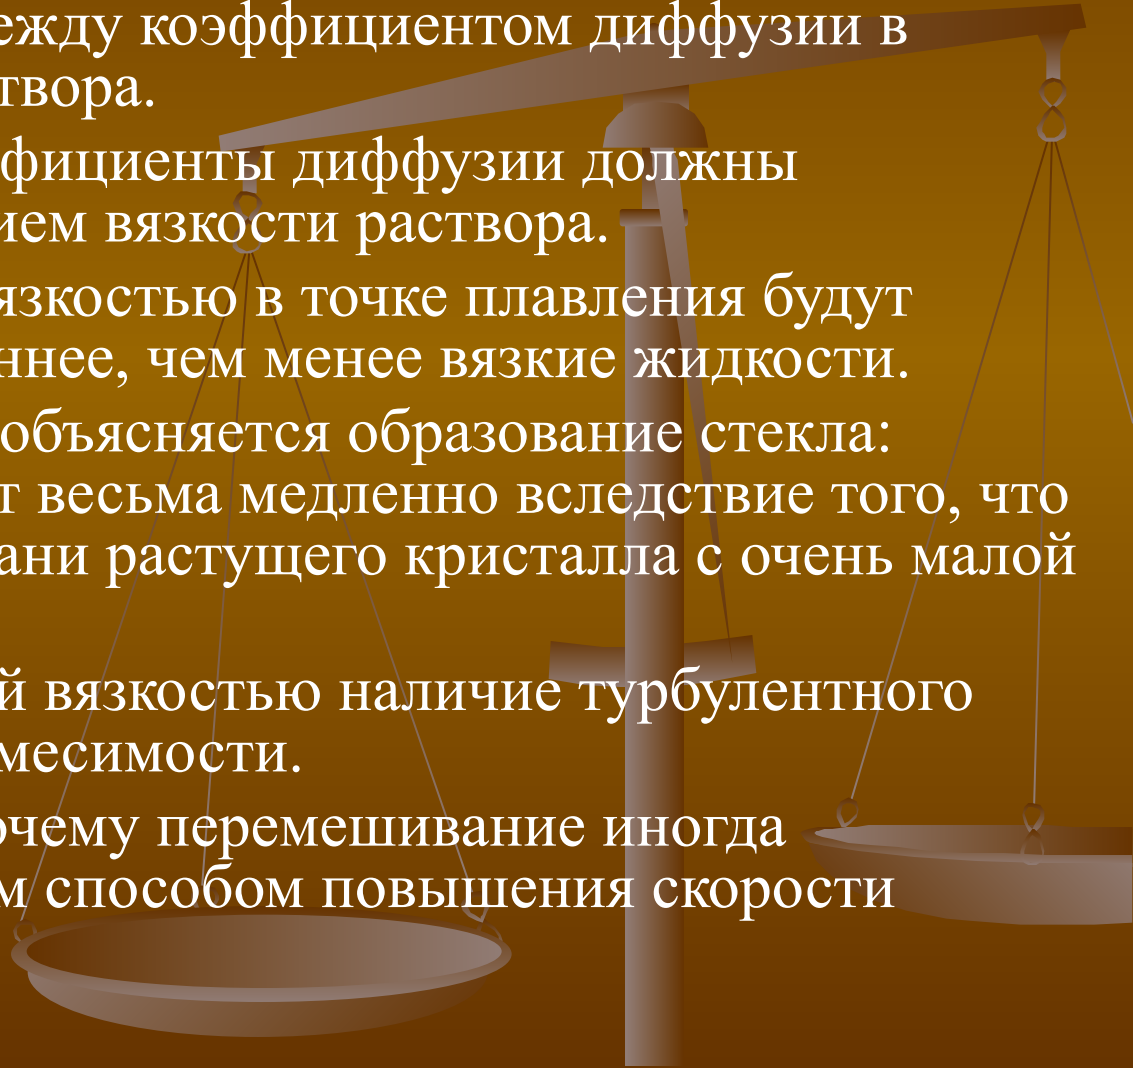 ежду коэффициентом диффузии в
твора.
фициенты диффузии должны
ием вязкости раствора.
язкостью в точке плавления будут
ннее, чем менее вязкие жидкости.
объясняется образование стекла:
т весьма медленно вследствие того, что
ани растущего кристалла с очень малой
й вязкостью наличие турбулентного
месимости.
очему перемешивание иногда
м способом повышения скорости